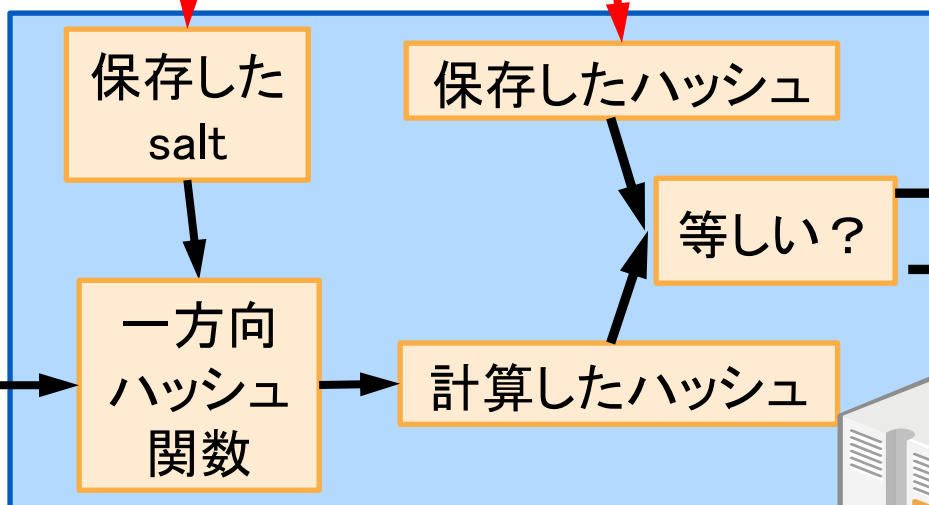 保存した
salt
保存したハッシュ
等しい？
一方向
ハッシュ
関数
計算したハッシュ